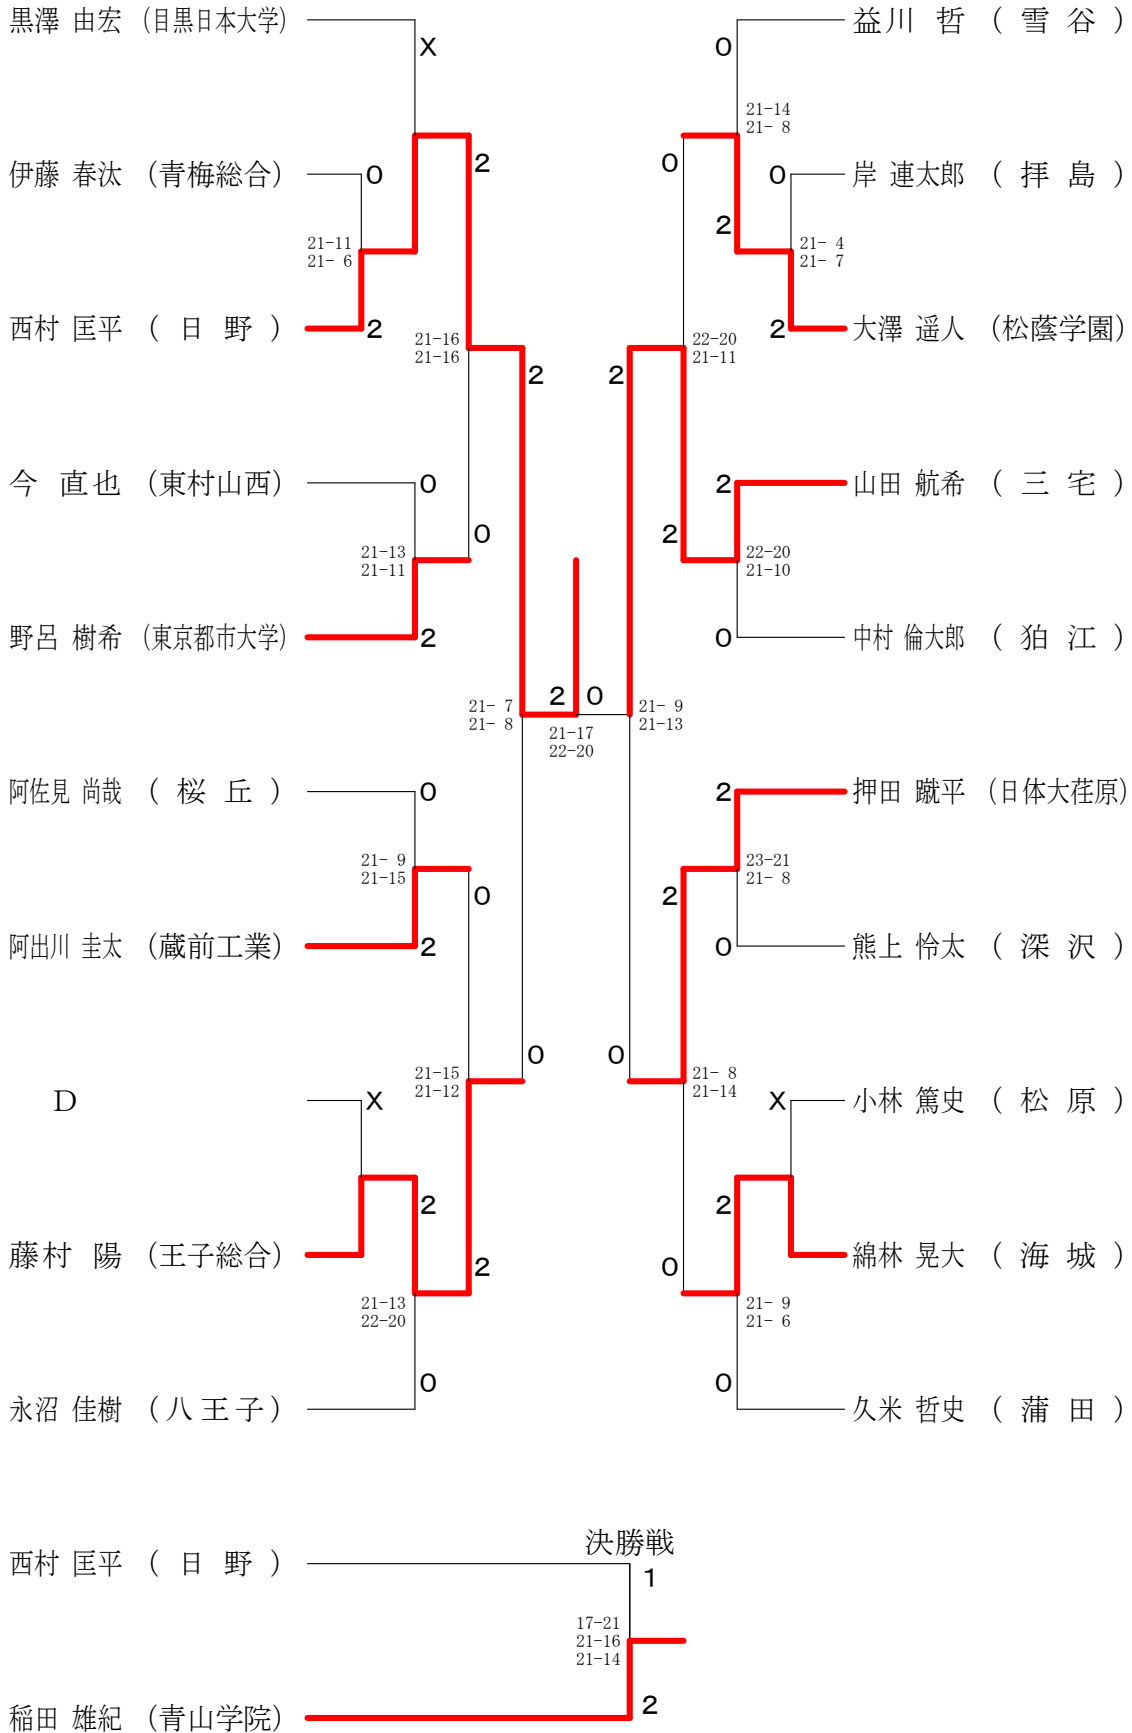 黒澤 由宏 (目黒日本大学)
X
伊藤 春汰 (青梅総合)
0
2
21-11
21- 6
西村 匡平 ( 日 野 )
2
21-16
21-16
2
今 直也 (東村山西)
0
0
21-13
21-11
野呂 樹希 (東京都市大学)
2
21- 7
21- 8
2
0
21-17
22-20
阿佐見 尚哉 ( 桜 丘 )
0
21- 9
21-15
0
阿出川 圭太 (蔵前工業)
2
0
21-15
21-12
D
X
2
藤村 陽 (王子総合)
2
21-13
22-20
永沼 佳樹 (八王子)
0
益川 哲 ( 雪 谷 )
0
21-14
21- 8
0
0
岸 連太郎 ( 拝 島 )
2
21- 4
21- 7
2
大澤 遥人 (松蔭学園)
22-20
21-11
2
2
山田 航希 ( 三 宅 )
2
22-20
21-10
0
中村 倫大郎 ( 狛 江 )
21- 9
21-13
2
押田 蹴平 (日体大荏原)
23-21
21- 8
2
0
熊上 怜太 ( 深 沢 )
0
21- 8
21-14
X
小林 篤史 ( 松 原 )
2
綿林 晃大 ( 海 城 )
0
21- 9
21- 6
0
久米 哲史 ( 蒲 田 )
決勝戦
西村 匡平 ( 日 野 )
1
17-21
21-16
21-14
2
稲田 雄紀 (青山学院)